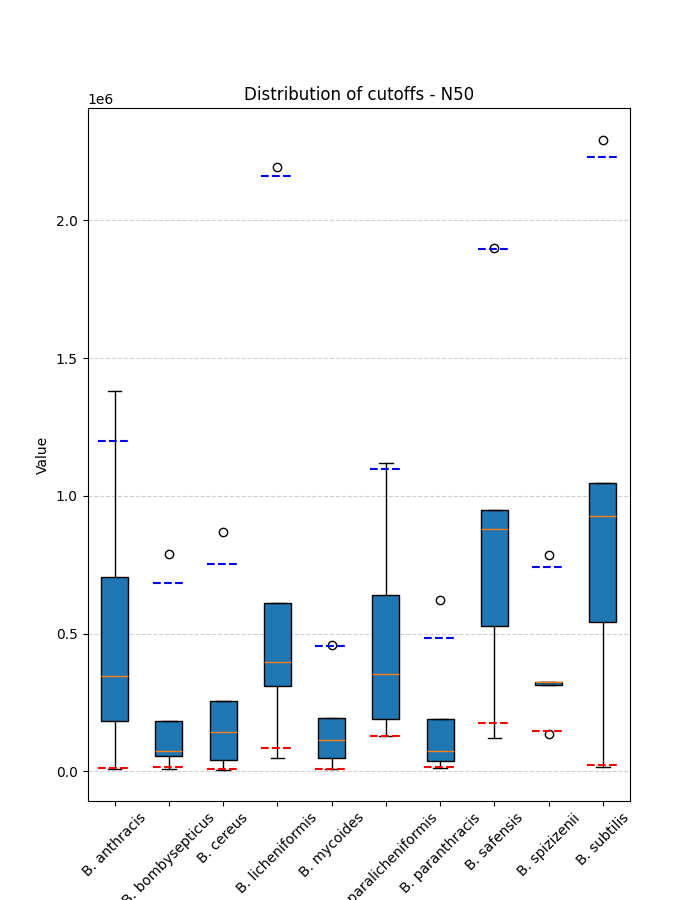 Distribution of cutoffs - N50
1e6
Value
2.0
1.5
1.0
0.5
0.0
B. anthracis
B. bombysepticus
B. cereus
B. licheniformis
B. mycoides
paralicheniformis
B. paranthracis
B. safensis
B. spizizenii
B. subtilis